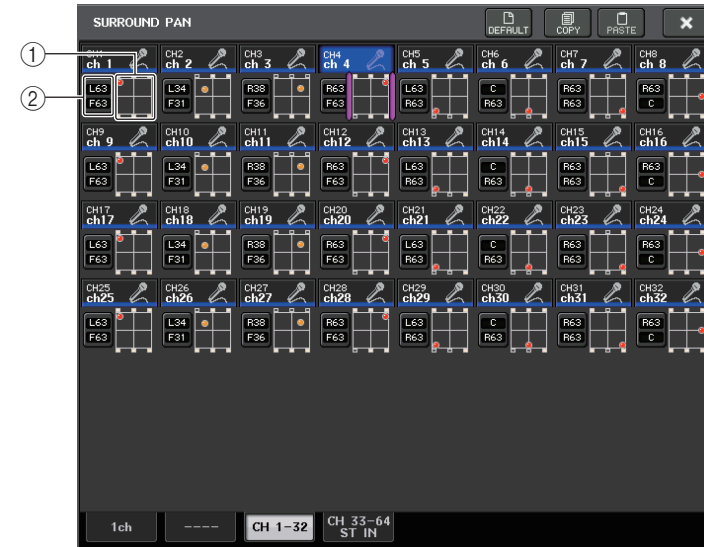 SURROUND PAN
DEFAULT COPY PASTE
①
②
CH1 CH2 CH3 CH4 CH5 CH6 CH7 CH8
ch 1 ch 2 ch 3 ch 4 ch 5 ch 6 ch 7 ch 8
L63 L34 R38 R63 L63 C R63 R63
F63 F31 F36 F63 R63 R63 R63 C
CH9 CH10 CH11 CH12 CH13 CH14 CH15 CH16
ch 9 ch10 ch11 ch12 ch13 ch14 ch15 ch16
L63 L34 R38 R63 L63 C R63 R63
F63 F31 F36 F63 R63 R63 R63 C
CH17 CH18 CH19 CH20 CH21 CH22 CH23 CH24
ch17 ch18 ch19 ch20 ch21 ch22 ch23 ch24
L63 L34 R38 R63 L63 C R63 R63
F63 F31 F36 F63 R63 R63 R63 C
CH25 CH26 CH27 CH28 CH29 CH30 CH31 CH32
ch25 ch26 ch27 ch28 ch29 ch30 ch31 ch32
L63 L34 R38 R63 L63 C R63 R63
F63 F31 F36 F63 R63 R63 R63 C
1ch ---- CH 1-32 CH 33-64
ST IN